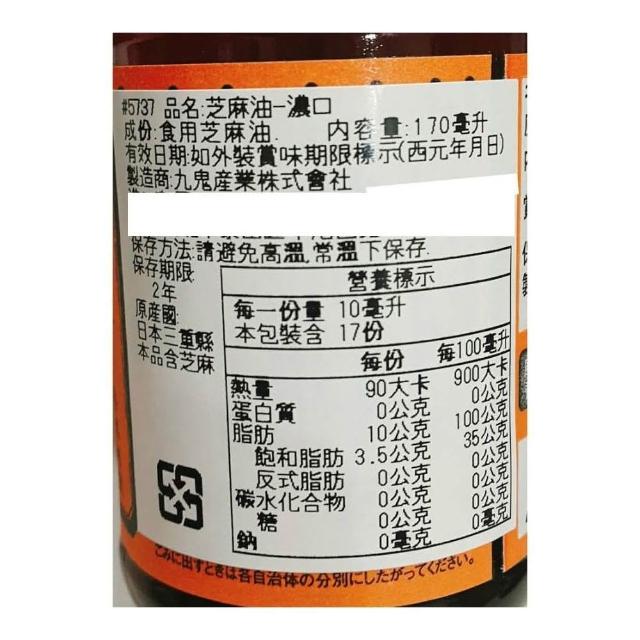 #5737 品名:芝麻油-濃口
成份:食用芝麻油.　內容量:170毫升
有效日期:如外裝賞味期限標示(西元年月日)
製造商:九鬼産業株式會社
保存方法:請避免高溫,常溫下保存.
保存期限:
2年
原産國:
日本三重縣
本品含芝麻
營養標示
每一份量 10毫升
本包裝含 17份
每份 每100毫升
熱量 90大卡 900大卡
蛋白質 0公克 0公克
脂肪 10公克 100公克
飽和脂肪 3.5公克 35公克
反式脂肪 0公克 0公克
碳水化合物 0公克 0公克
糖 0公克 0公克
鈉 0毫克 0毫克
ごみに出すときは各自治体の分別にしたがってください。